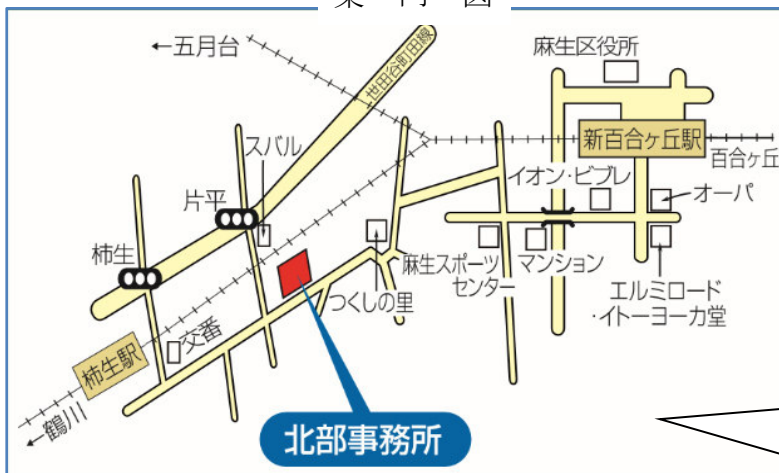 案内図
←五月台
世田谷町田線
麻生区役所
新百合ヶ丘駅
百合ヶ丘
スバル
片平
イオン・ビブレ
オーパ
柿生
麻生スポーツ
センター
マンション
つくしの里
エルミロード
・イトーヨーカ堂
交番
柿生駅
←鶴川
北部事務所